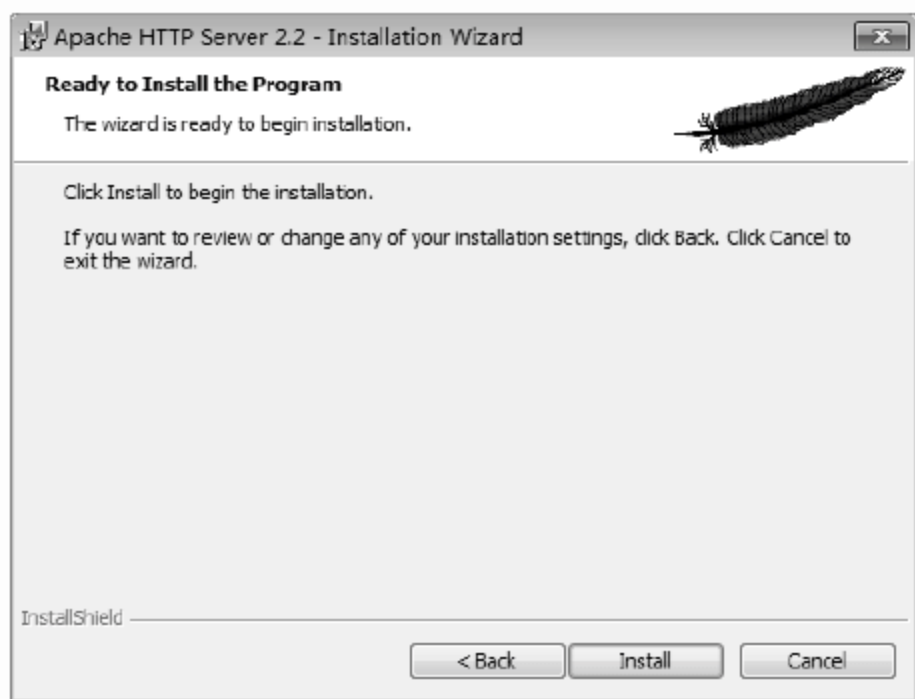 Apache HTTP Server 2.2 - Installation Wizard
Ready to Install the Program
The wizard is ready to begin installation.
Click Install to begin the installation.
If you want to review or change any of your installation settings, click Back. Click Cancel to
exit the wizard.
InstallShield
< Back
Install
Cancel